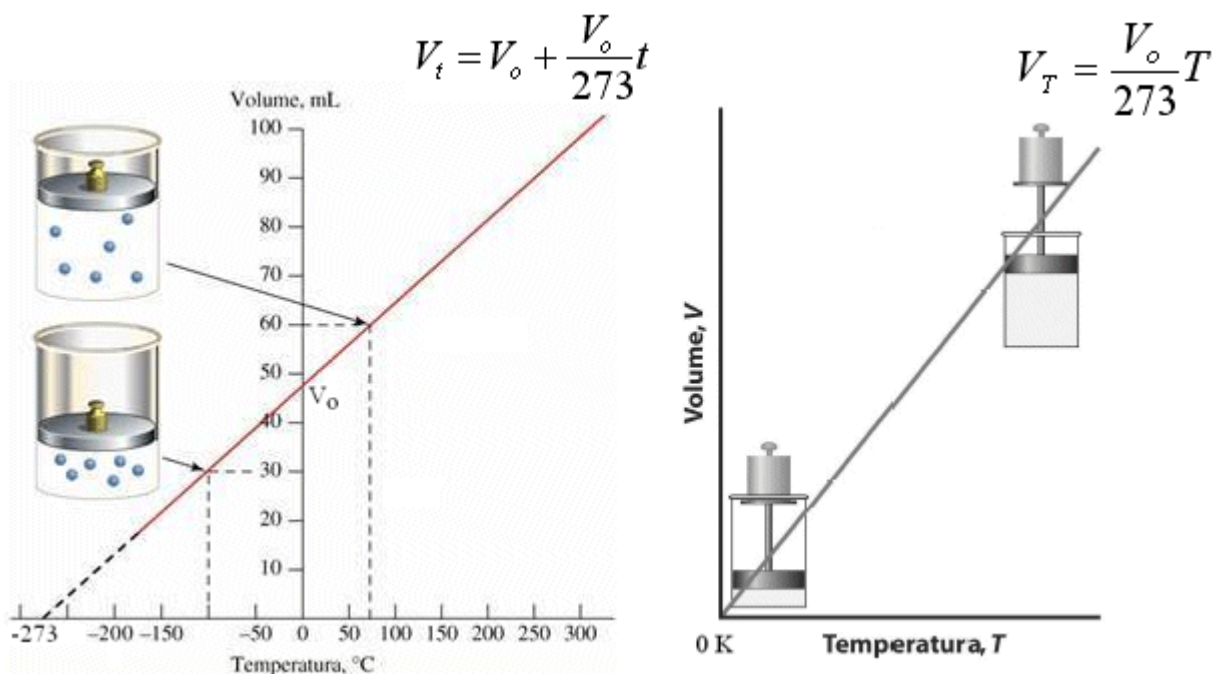 V_t = V_o + \frac{V_o}{273} t
Volume, mL
100
90
80
70
60
50
V_o
40
30
20
10
-273 –200 –150 –50 0 50 100 150 200 250 300
Temperatura, °C
V_T = \frac{V_o}{273} T
Volume, V
0 K
Temperatura, T